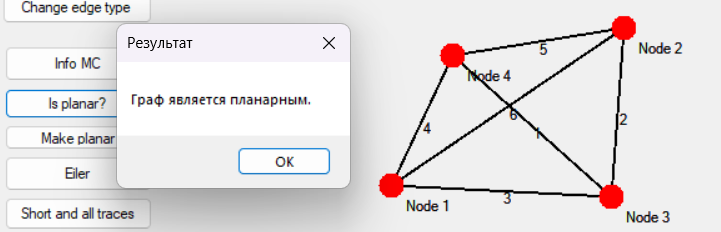 Change edge type
Info MC
Is planar?
Make planar
Eiler
Short and all traces
Результат
Граф является планарным.
OK
Node 4
Node 2
Node 1
Node 3
5
4
6
1
2
3